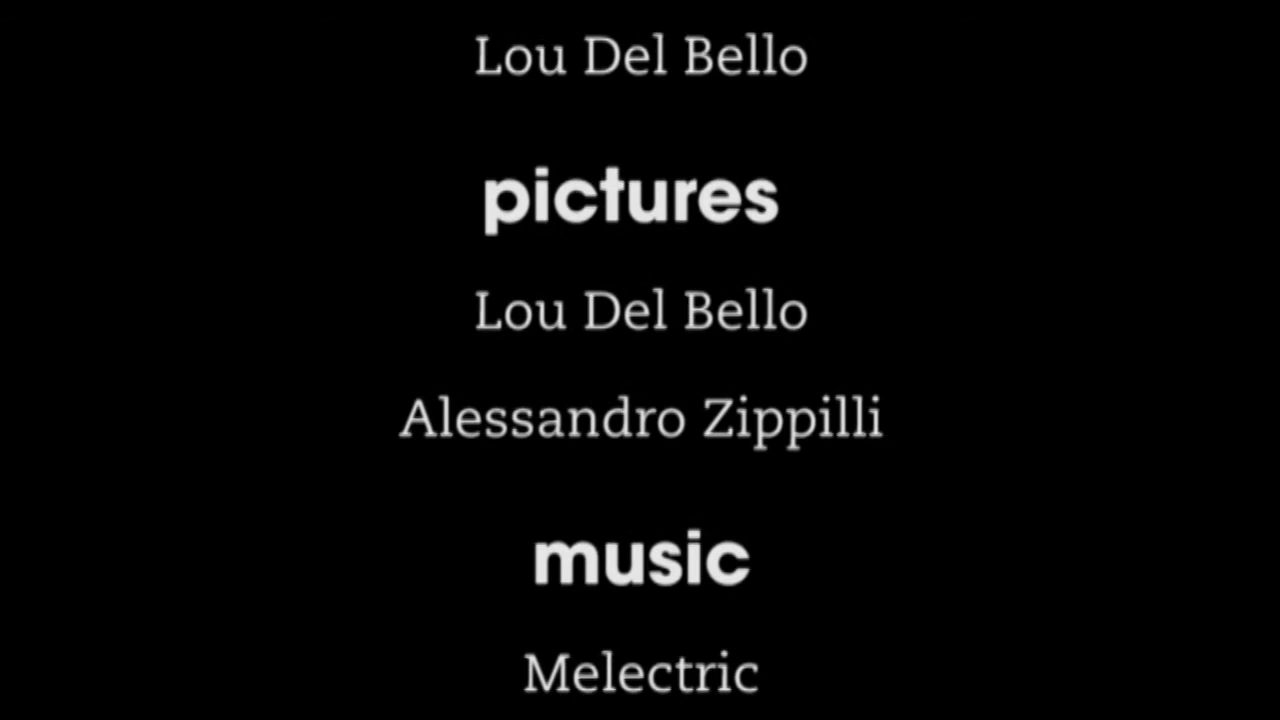 Lou Del Bello
pictures
Lou Del Bello
Alessandro Zippilli
music
Melectric